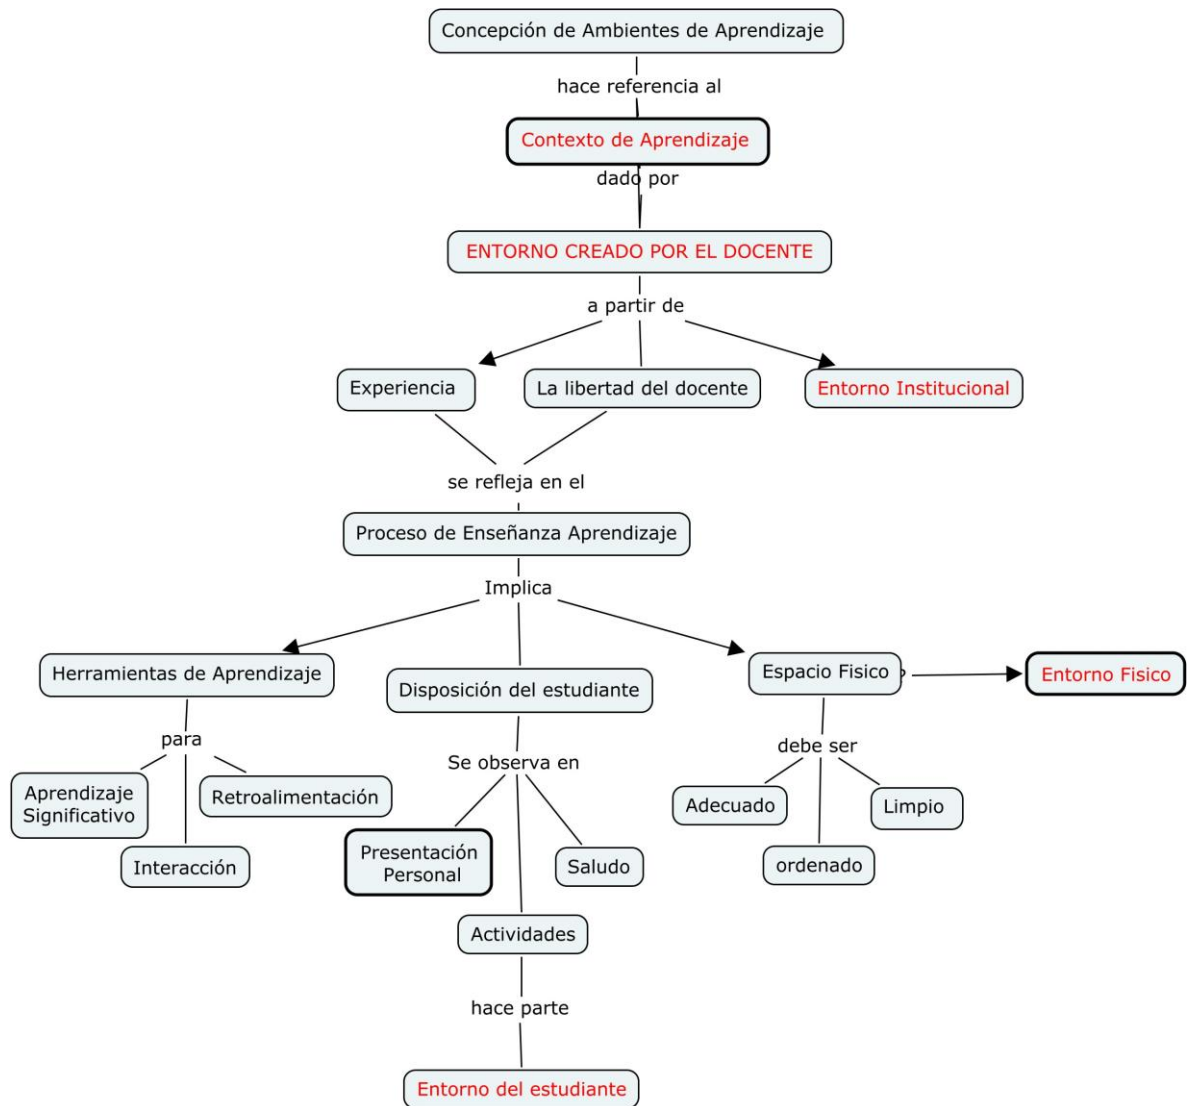 Concepción de Ambientes de Aprendizaje
hace referencia al
Contexto de Aprendizaje
dado por
ENTORNO CREADO POR EL DOCENTE
a partir de
Experiencia
La libertad del docente
Entorno Institucional
se refleja en el
Proceso de Enseñanza Aprendizaje
Implica
Herramientas de Aprendizaje
Disposición del estudiante
Espacio Fisico
Entorno Fisico
para
Se observa en
debe ser
Aprendizaje
Significativo
Retroalimentación
Interacción
Presentación
Personal
Saludo
Adecuado
Limpio
ordenado
Actividades
hace parte
Entorno del estudiante